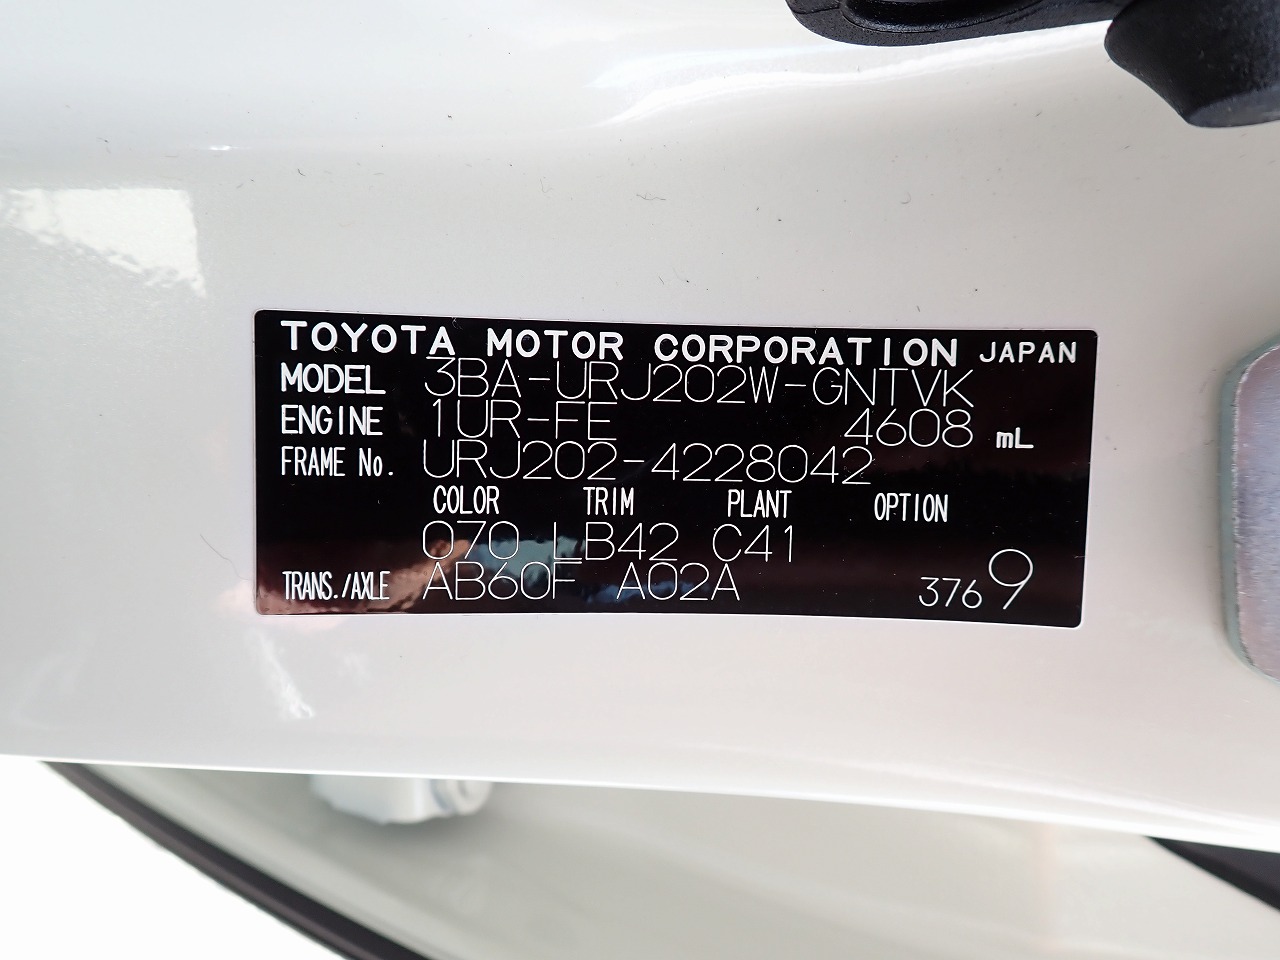 TOYOTA MOTOR CORPORATION JAPAN
MODEL 3BA-URJ202W-GNTVK
ENGINE 1UR-FE 4608 mL
FRAME No. URJ202-4228042
COLOR TRIM PLANT OPTION
070 LB42 C41
TRANS./AXLE AB60F A02A 3769